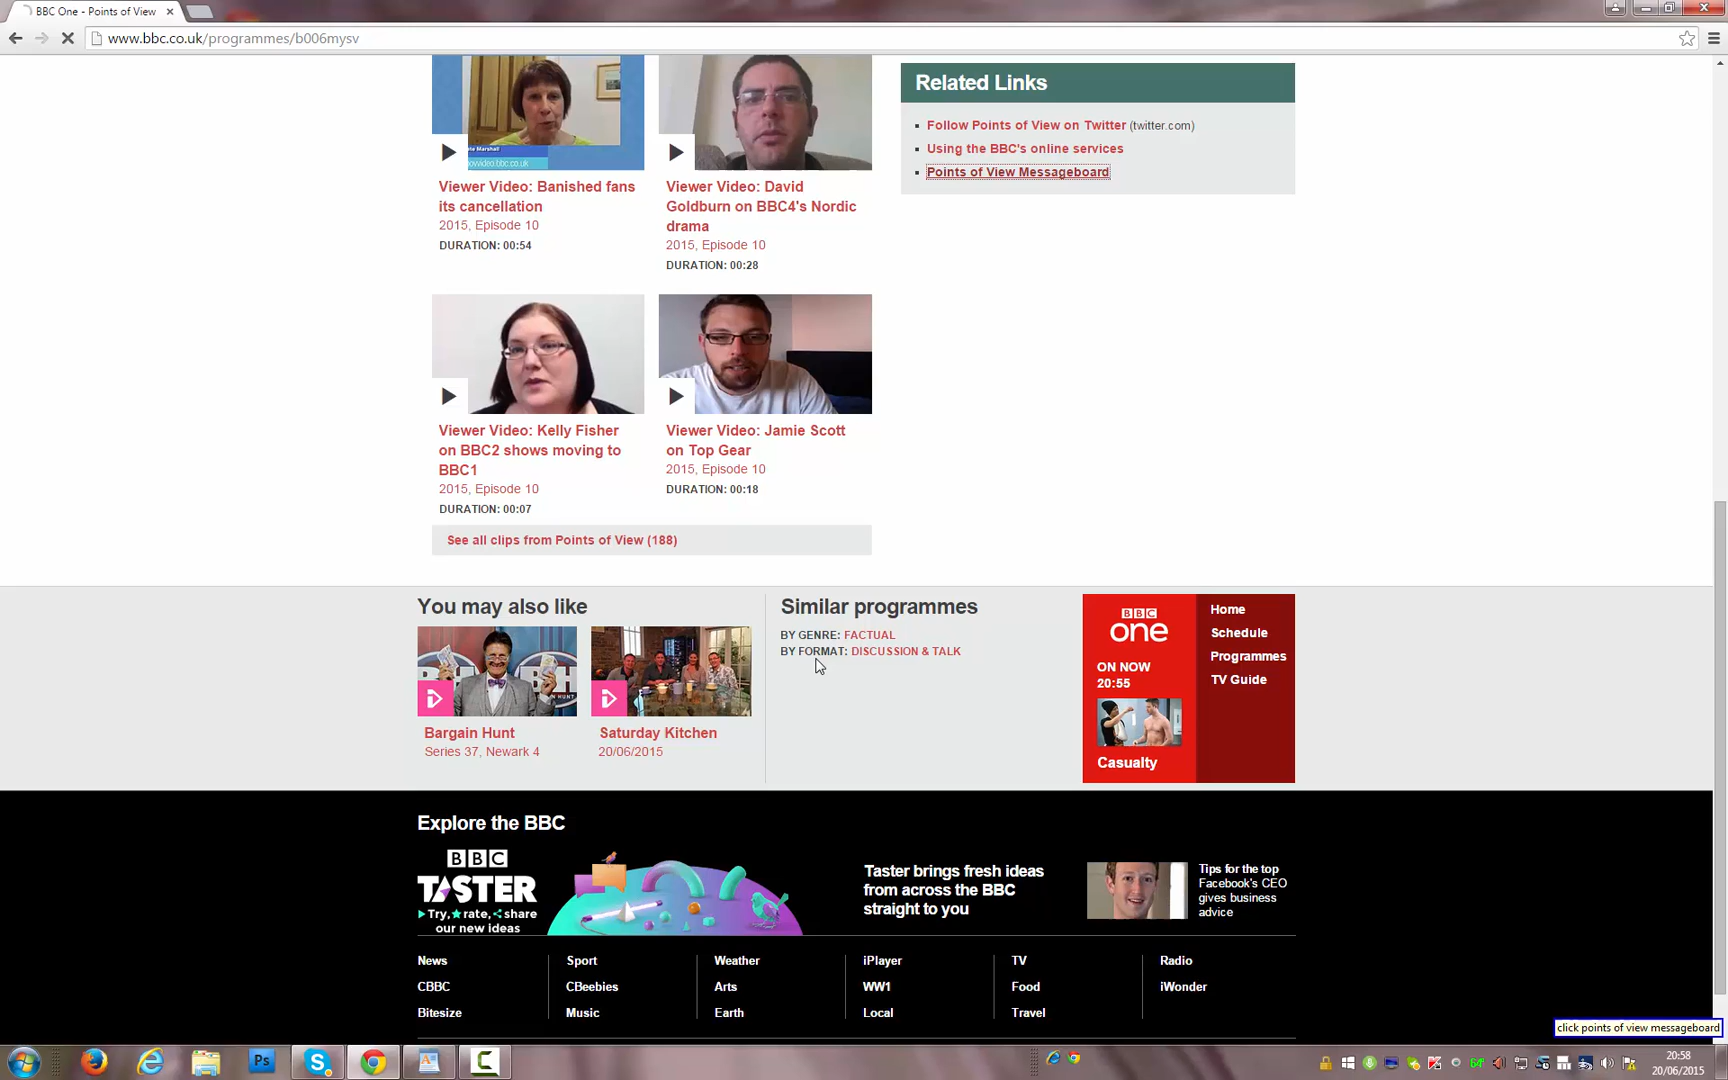 BBC One - Points of View
www.bbc.co.uk/programmes/b006mysv
Viewer Video: Banished fans
its cancellation
2015, Episode 10
DURATION: 00:54
Viewer Video: David
Goldburn on BBC4's Nordic
drama
2015, Episode 10
DURATION: 00:28
Related Links
Follow Points of View on Twitter (twitter.com)
Using the BBC's online services
Points of View Messageboard
Viewer Video: Kelly Fisher
on BBC2 shows moving to
BBC1
2015, Episode 10
DURATION: 00:07
Viewer Video: Jamie Scott
on Top Gear
2015, Episode 10
DURATION: 00:18
See all clips from Points of View (188)
You may also like
Bargain Hunt
Series 37, Newark 4
Saturday Kitchen
20/06/2015
Similar programmes
BY GENRE: FACTUAL
BY FORMAT: DISCUSSION & TALK
BBC
one
ON NOW
20:55
Casualty
Home
Schedule
Programmes
TV Guide
Explore the BBC
BBC
TASTER
Try, rate, share
our new ideas
Taster brings fresh ideas
from across the BBC
straight to you
Tips for the top
Facebook's CEO
gives business
advice
News
Sport
Weather
iPlayer
TV
Radio
CBBC
CBeebies
Arts
WW1
Food
iWonder
Bitesize
Music
Earth
Local
Travel
click points of view messageboard
Ps
20:58
20/06/2015